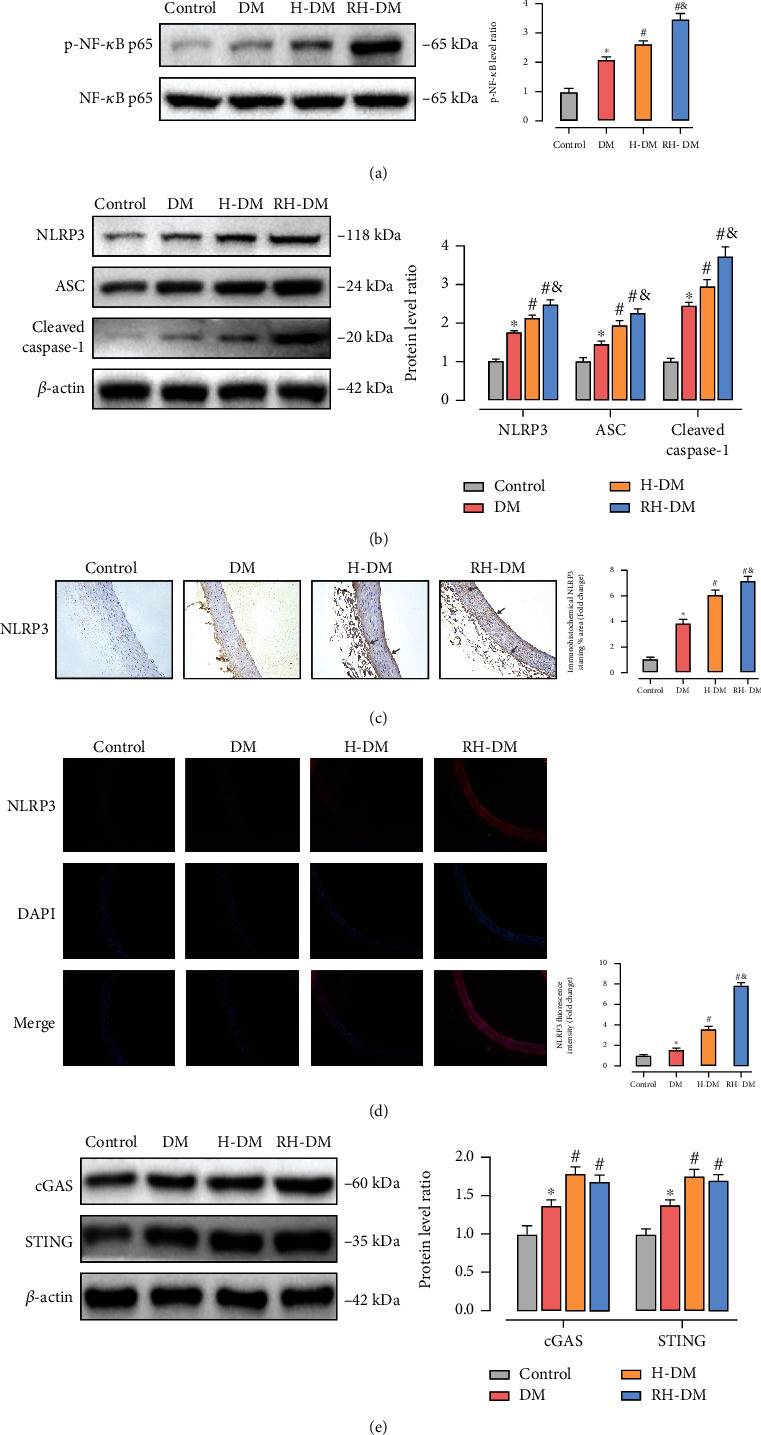 Control DM H-DM RH-DM
p-NF-κB p65 –65 kDa
NF-κB p65 –65 kDa
p-NF-κB level ratio
4
3
2
1
0
* # #&
Control DM H-DM RH- DM
(a)
Control DM H-DM RH-DM
NLRP3 –118 kDa
ASC –24 kDa
Cleaved
caspase-1 –20 kDa
β-actin –42 kDa
Protein level ratio
4
3
2
1
0
* # #& * # #& * # #&
NLRP3 ASC Cleaved
caspase-1
Control H-DM
DM RH-DM
(b)
Control DM H-DM RH-DM
NLRP3
Immunohistochemical NLRP3
staning % area (Fold change)
8
6
4
2
0
* # #&
Control DM H-DM RH- DM
(c)
Control DM H-DM RH-DM
NLRP3
DAPI
Merge
NLRP3 fluorescence
intensity (Fold change)
10
8
6
4
2
0
* # #&
Control DM H-DM RH- DM
(d)
Control DM H-DM RH-DM
cGAS –60 kDa
STING –35 kDa
β-actin –42 kDa
Protein level ratio
2.0
1.5
1.0
0.5
0.0
* # # * # #
cGAS STING
Control H-DM
DM RH-DM
(e)